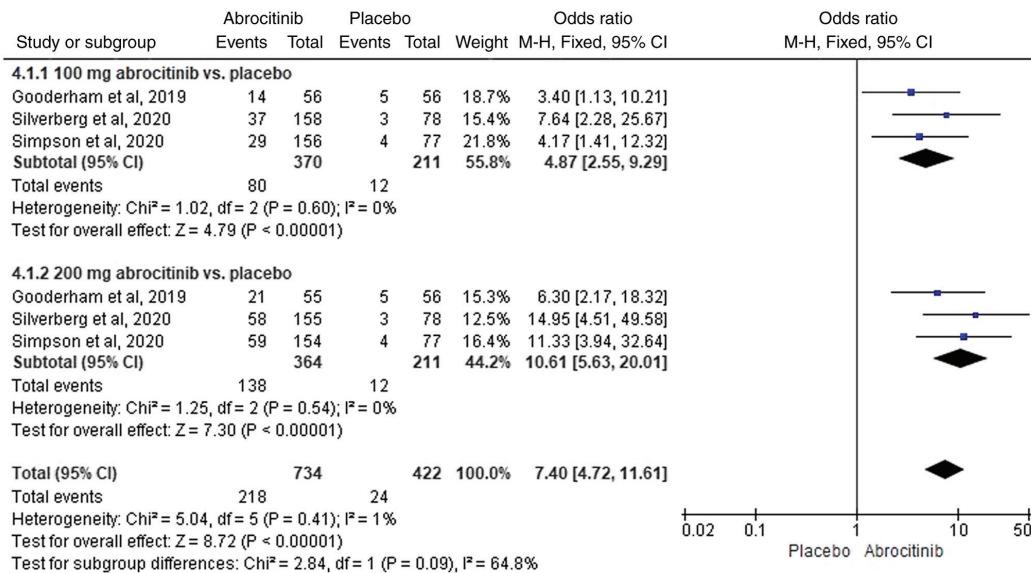 Abrocitinib Placebo Odds ratio Odds ratio
Study or subgroup Events Total Events Total Weight M-H, Fixed, 95% CI M-H, Fixed, 95% CI
4.1.1 100 mg abrocitinib vs. placebo
Gooderham et al, 2019 14 56 5 56 18.7% 3.40 [1.13, 10.21]
Silverberg et al, 2020 37 158 3 78 15.4% 7.64 [2.28, 25.67]
Simpson et al, 2020 29 156 4 77 21.8% 4.17 [1.41, 12.32]
Subtotal (95% CI) 370 211 55.8% 4.87 [2.55, 9.29]
Total events 80 12
Heterogeneity: Chi² = 1.02, df = 2 (P = 0.60); I² = 0%
Test for overall effect: Z = 4.79 (P < 0.00001)
4.1.2 200 mg abrocitinib vs. placebo
Gooderham et al, 2019 21 55 5 56 15.3% 6.30 [2.17, 18.32]
Silverberg et al, 2020 58 155 3 78 12.5% 14.95 [4.51, 49.58]
Simpson et al, 2020 59 154 4 77 16.4% 11.33 [3.94, 32.64]
Subtotal (95% CI) 364 211 44.2% 10.61 [5.63, 20.01]
Total events 138 12
Heterogeneity: Chi² = 1.25, df = 2 (P = 0.54); I² = 0%
Test for overall effect: Z = 7.30 (P < 0.00001)
Total (95% CI) 734 422 100.0% 7.40 [4.72, 11.61]
Total events 218 24
Heterogeneity: Chi² = 5.04, df = 5 (P = 0.41); I² = 1%
Test for overall effect: Z = 8.72 (P < 0.00001)
Test for subgroup differences: Chi² = 2.84, df = 1 (P = 0.09), I² = 64.8%
0.02 0.1 1 10 50
Placebo Abrocitinib